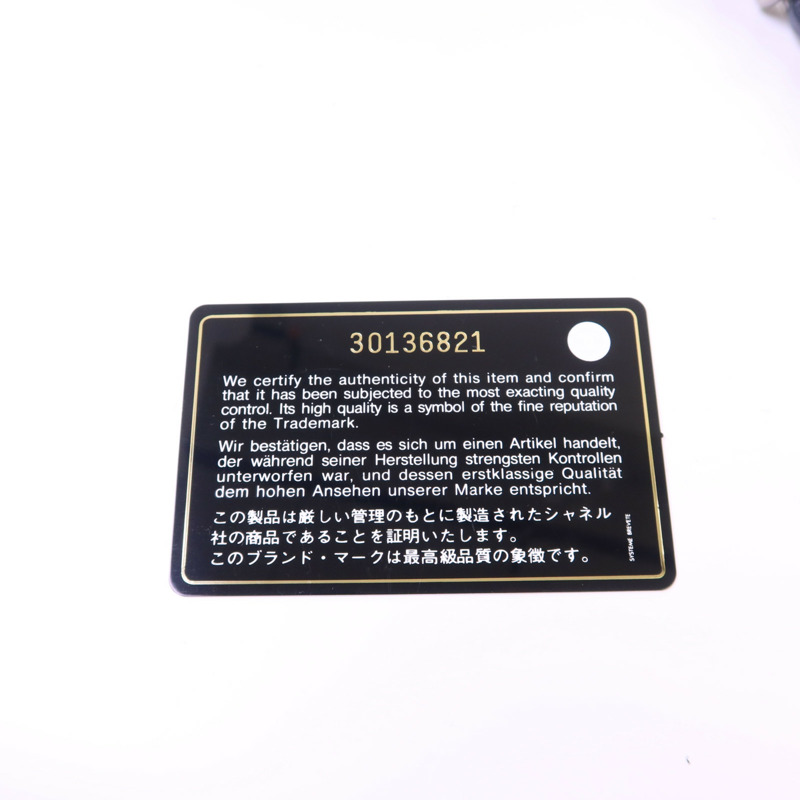 30136821
We certify the authenticity of this item and confirm
that it has been subjected to the most exacting quality
control. Its high quality is a symbol of the fine reputation
of the Trademark.
Wir bestätigen, dass es sich um einen Artikel handelt,
der während seiner Herstellung strengsten Kontrollen
unterworfen war, und dessen erstklassige Qualität
dem hohen Ansehen unserer Marke entspricht.
この製品は厳しい管理のもとに製造されたシャネル
社の商品であることを証明いたします。
このブランド・マークは最高級品質の象徴です。
SYSTEME BREVETE